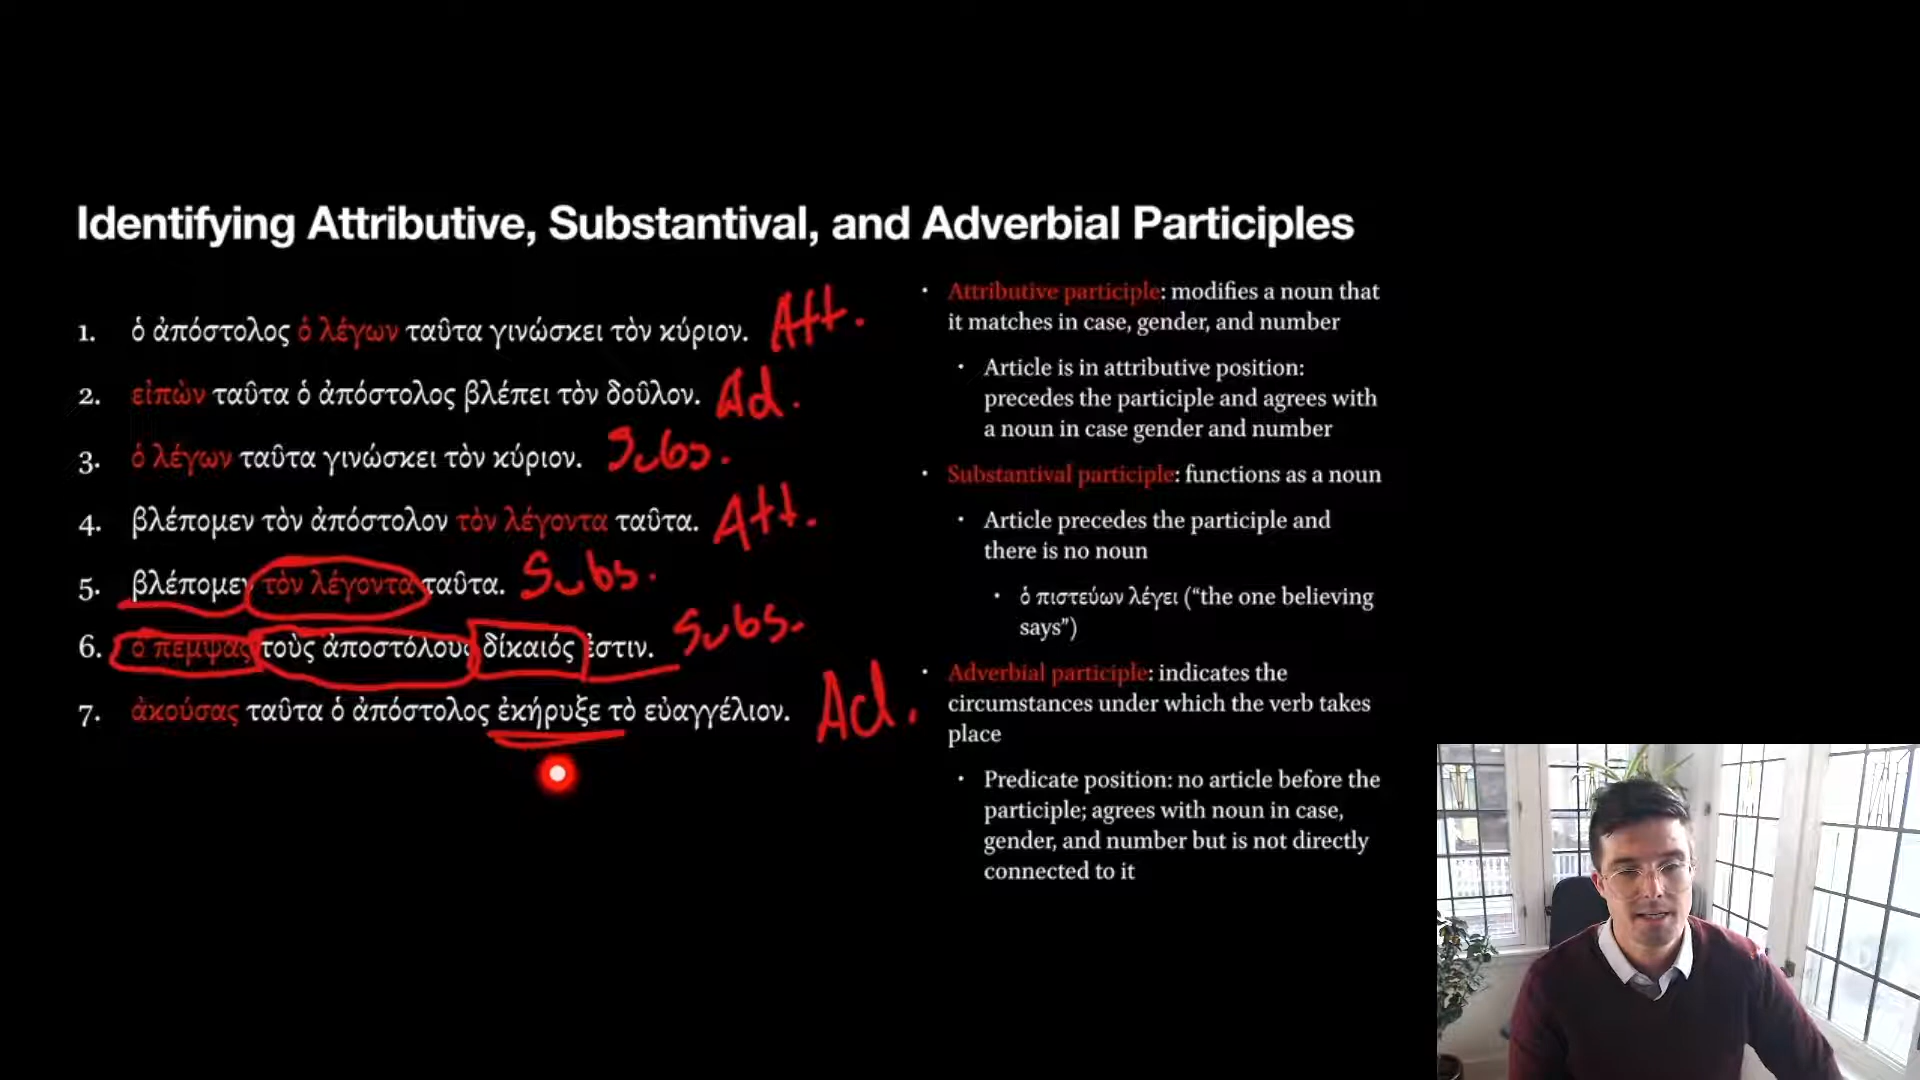 Identifying Attributive, Substantival, and Adverbial Participles
1. ὁ ἀπόστολος ὁ λέγων ταῦτα γινώσκει τὸν κύριον. Att.
2. εἰπὼν ταῦτα ὁ ἀπόστολος βλέπει τὸν δοῦλον. Ad.
3. ὁ λέγων ταῦτα γινώσκει τὸν κύριον. Subs.
4. βλέπομεν τὸν ἀπόστολον τὸν λέγοντα ταῦτα. Att.
5. βλέπομεν τὸν λέγοντα ταῦτα. Subs.
6. ὁ πεμψας τοὺς ἀποστόλους δίκαιός ἐστιν. Subs.
7. ἀκούσας ταῦτα ὁ ἀπόστολος ἐκήρυξε τὸ εὐαγγέλιον. Ad.
• Attributive participle: modifies a noun that
it matches in case, gender, and number
• Article is in attributive position:
precedes the participle and agrees with
a noun in case gender and number
• Substantival participle: functions as a noun
• Article precedes the participle and
there is no noun
• ὁ πιστεύων λέγει (“the one believing
says”)
• Adverbial participle: indicates the
circumstances under which the verb takes
place
• Predicate position: no article before the
participle; agrees with noun in case,
gender, and number but is not directly
connected to it